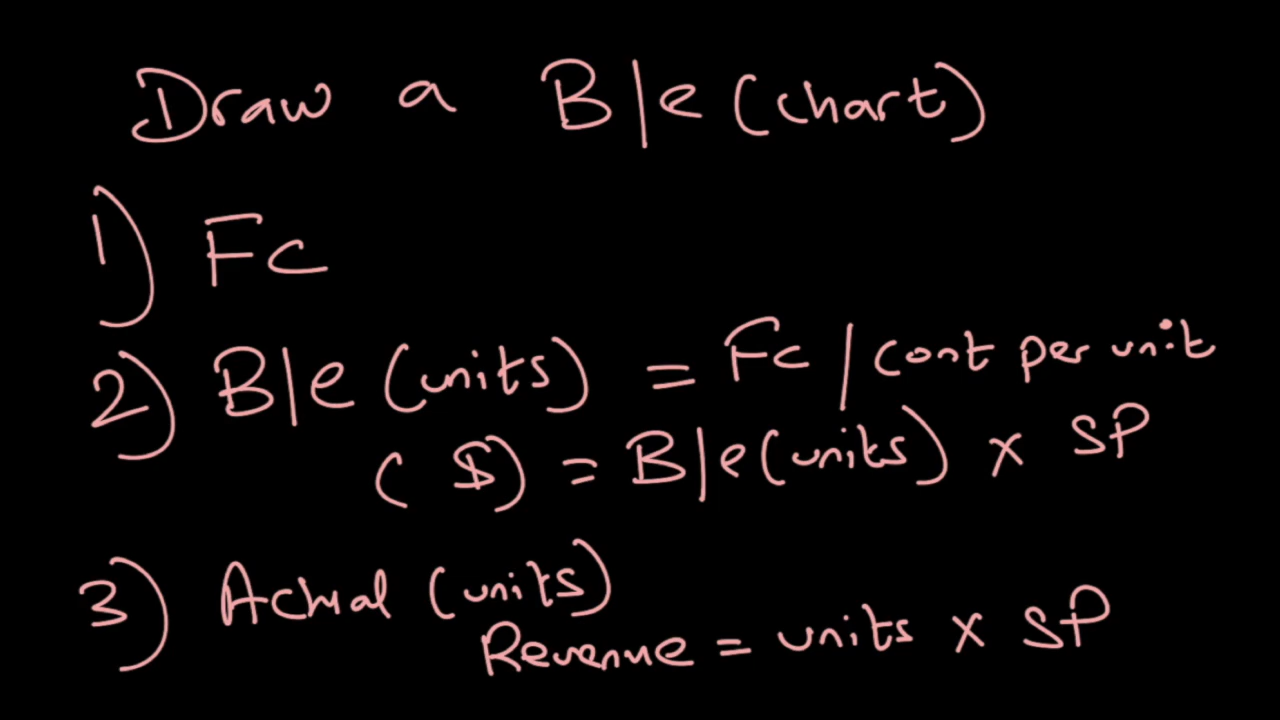 Draw a B/e (chart)
1) Fc
2) B/e (units) = Fc / cont per unit
($) = B/e (units) x SP
3) Actual (units)
Revenue = units x SP